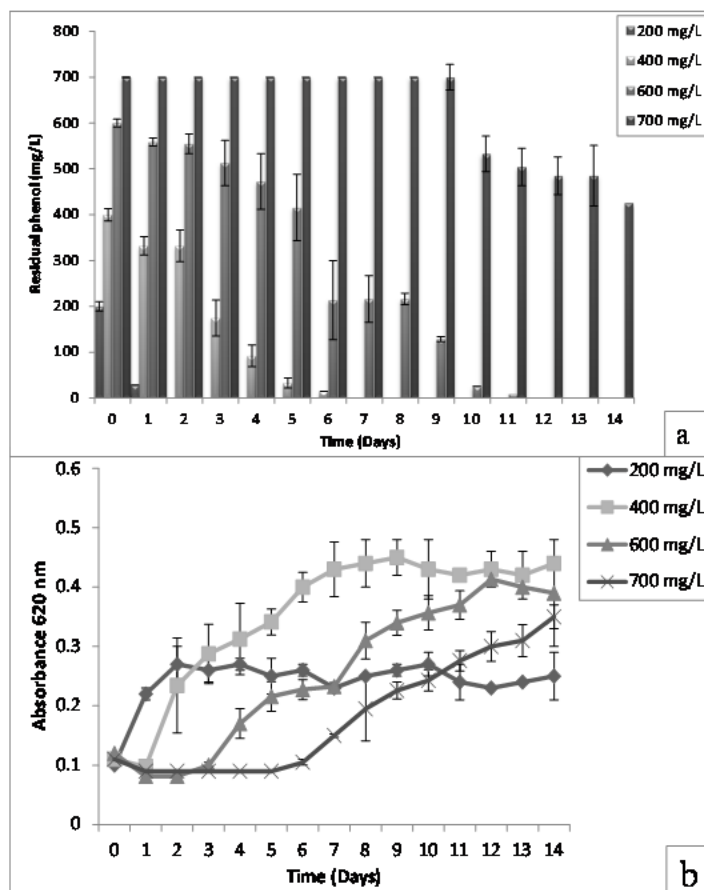 800
700
600
500
400
300
200
100
0
Residual phenol (mg/L)
0 1 2 3 4 5 6 7 8 9 10 11 12 13 14
Time (Days)
200 mg/L
400 mg/L
600 mg/L
700 mg/L
a
0.6
0.5
0.4
0.3
0.2
0.1
0
Absorbance 620 nm
0 1 2 3 4 5 6 7 8 9 10 11 12 13 14
Time (Days)
200 mg/L
400 mg/L
600 mg/L
700 mg/L
b